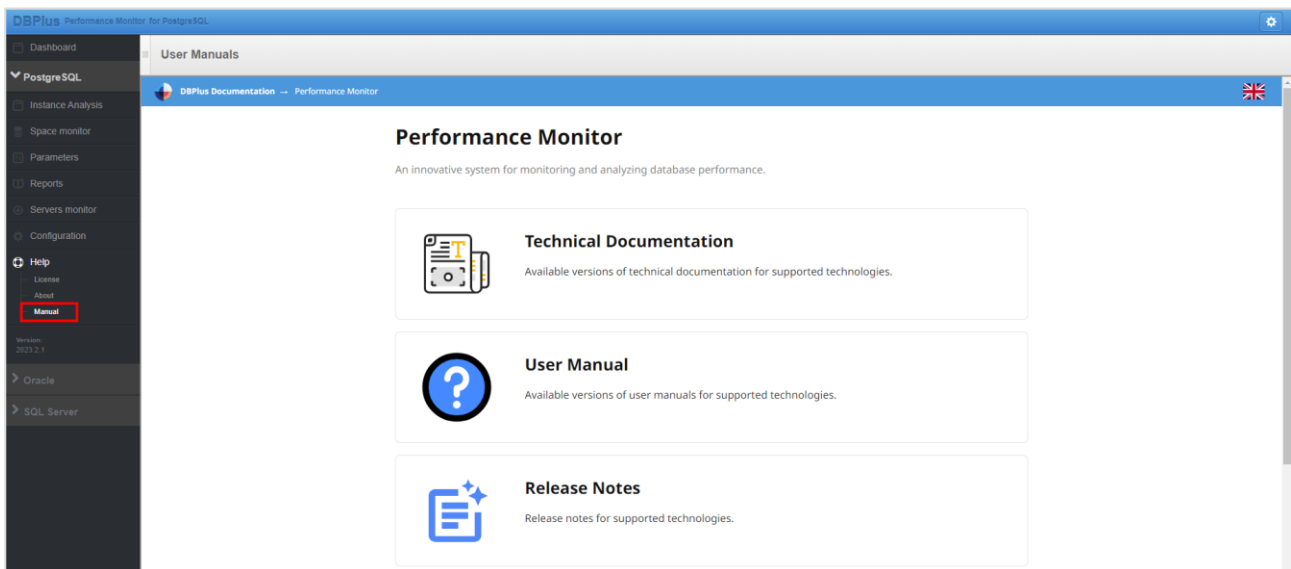 DBPlus Performance Monitor for PostgreSQL
Dashboard
PostgreSQL
Instance Analysis
Space monitor
Parameters
Reports
Servers monitor
Configuration
Help
License
About
Manual
Version:
2023.2.1
Oracle
SQL Server
User Manuals
DBPlus Documentation → Performance Monitor
Performance Monitor
An innovative system for monitoring and analyzing database performance.
T
Technical Documentation
Available versions of technical documentation for supported technologies.
?
User Manual
Available versions of user manuals for supported technologies.
Release Notes
Release notes for supported technologies.